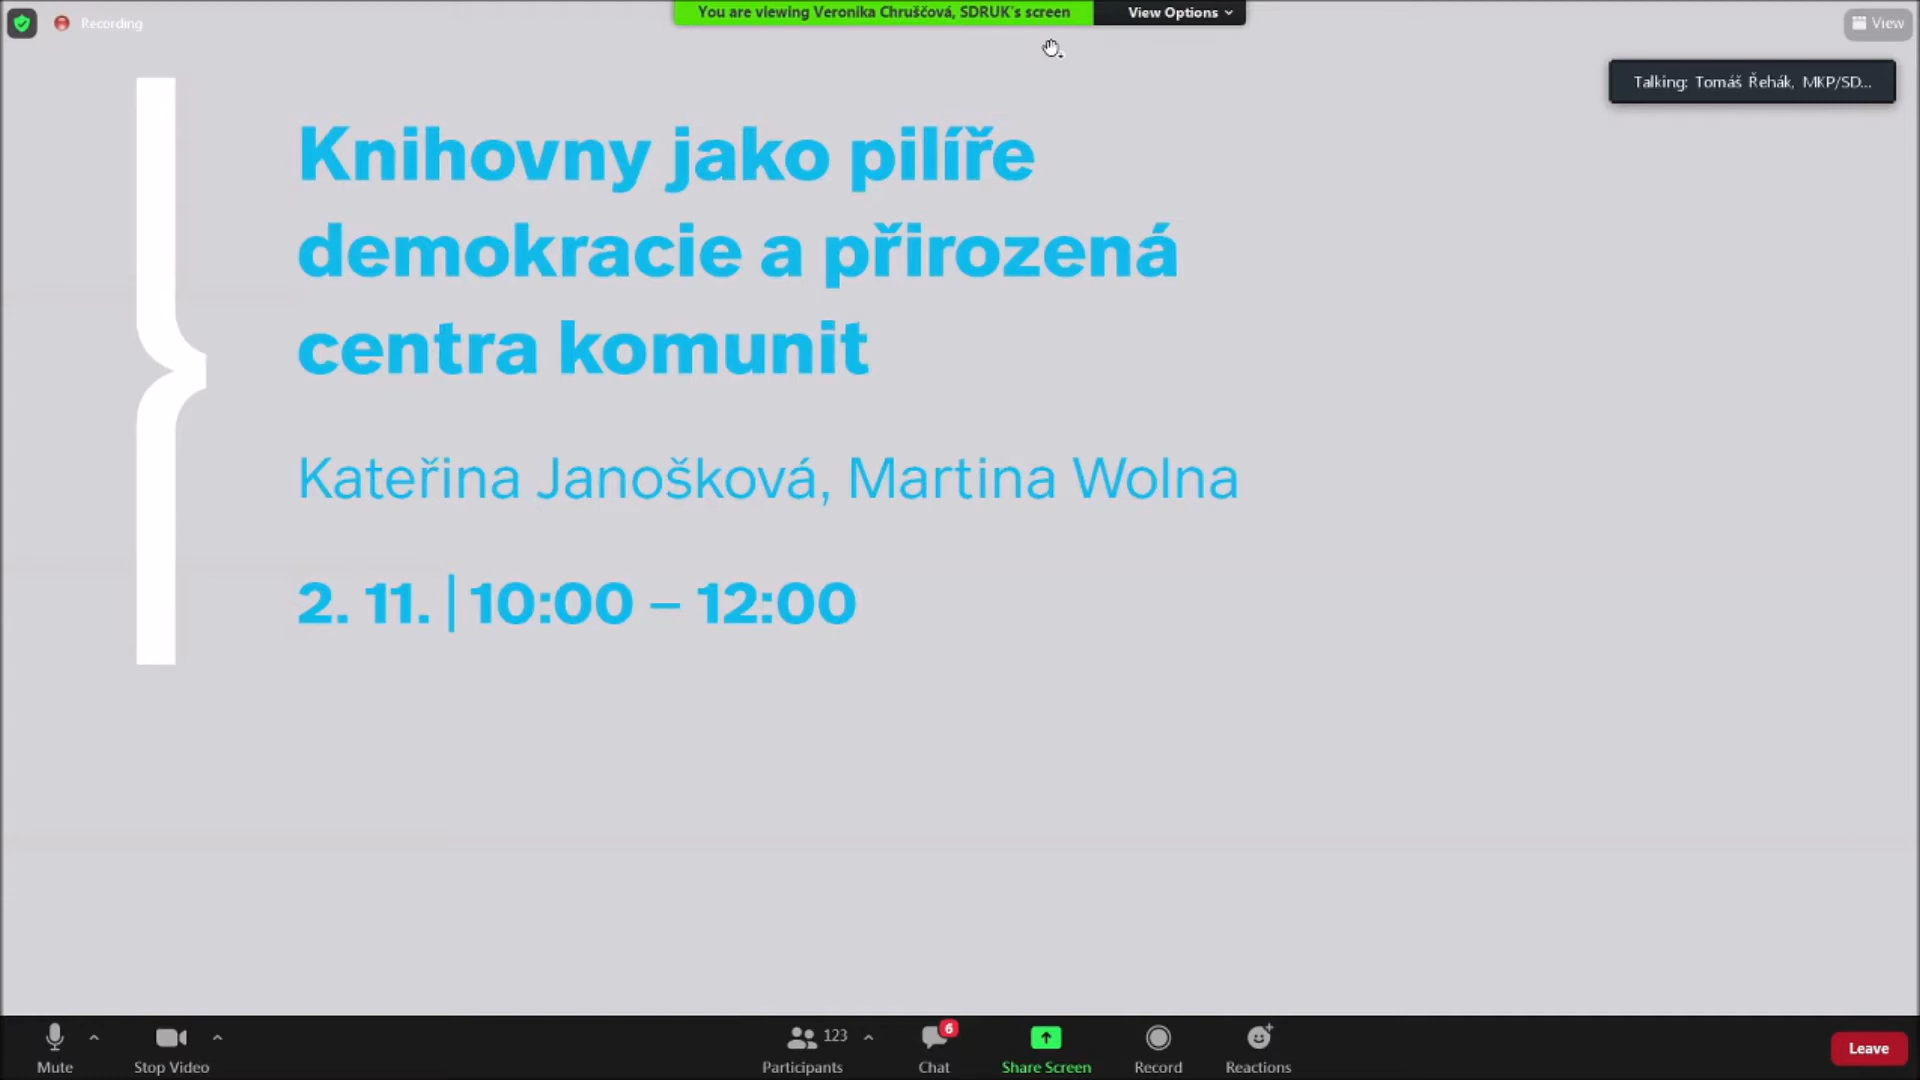 You are viewing Veronika Chruščová, SDRUK's screen
View Options
Recording
View
Talking: Tomáš Řehák, MKP/SD...
Knihovny jako pilíře
demokracie a přirozená
centra komunit
Kateřina Janošková, Martina Wolna
2. 11. | 10:00 – 12:00
Mute
Stop Video
123
Participants
6
Chat
Share Screen
Record
Reactions
Leave